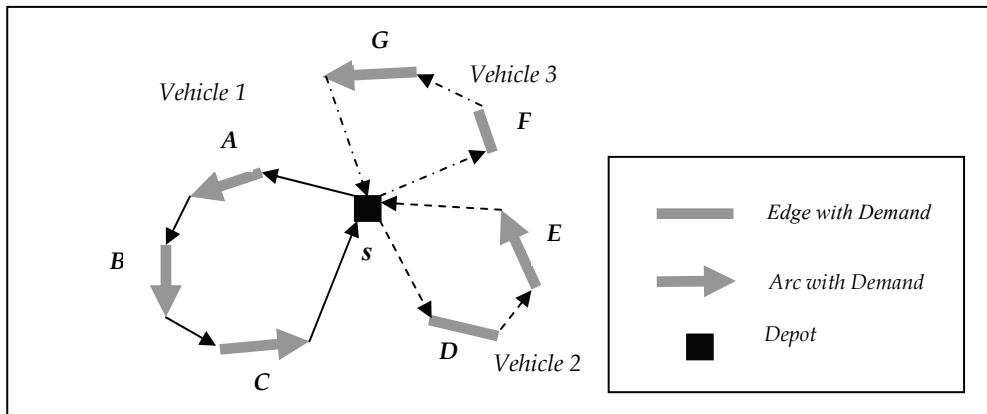 G
Vehicle 3
Vehicle 1
F
A
Edge with Demand
E
B
s
Arc with Demand
Depot
D
Vehicle 2
C